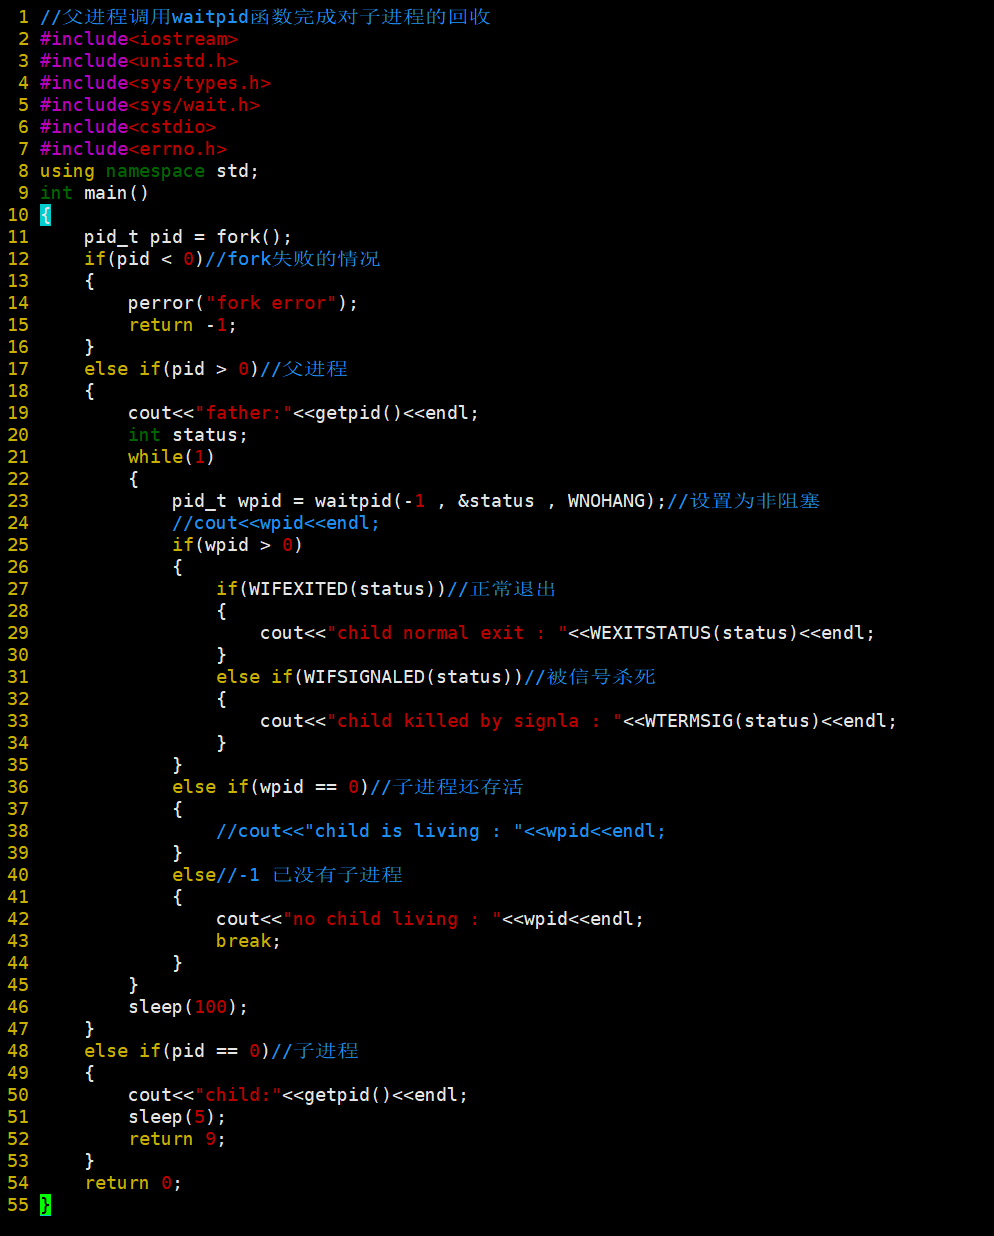 1 //父进程调用waitpid函数完成对子进程的回收
2 #include<iostream>
3 #include<unistd.h>
4 #include<sys/types.h>
5 #include<sys/wait.h>
6 #include<cstdio>
7 #include<errno.h>
8 using namespace std;
9 int main()
10 {
11     pid_t pid = fork();
12     if(pid < 0)//fork失败的情况
13     {
14         perror("fork error");
15         return -1;
16     }
17     else if(pid > 0)//父进程
18     {
19         cout<<"father:"<<getpid()<<endl;
20         int status;
21         while(1)
22         {
23             pid_t wpid = waitpid(-1 , &status , WNOHANG);//设置为非阻塞
24             //cout<<wpid<<endl;
25             if(wpid > 0)
26             {
27                 if(WIFEXITED(status))//正常退出
28                 {
29                     cout<<"child normal exit : "<<WEXITSTATUS(status)<<endl;
30                 }
31                 else if(WIFSIGNALED(status))//被信号杀死
32                 {
33                     cout<<"child killed by signla : "<<WTERMSIG(status)<<endl;
34                 }
35             }
36             else if(wpid == 0)//子进程还存活
37             {
38                 //cout<<"child is living : "<<wpid<<endl;
39             }
40             else//-1 已没有子进程
41             {
42                 cout<<"no child living : "<<wpid<<endl;
43                 break;
44             }
45         }
46         sleep(100);
47     }
48     else if(pid == 0)//子进程
49     {
50         cout<<"child:"<<getpid()<<endl;
51         sleep(5);
52         return 9;
53     }
54     return 0;
55 }